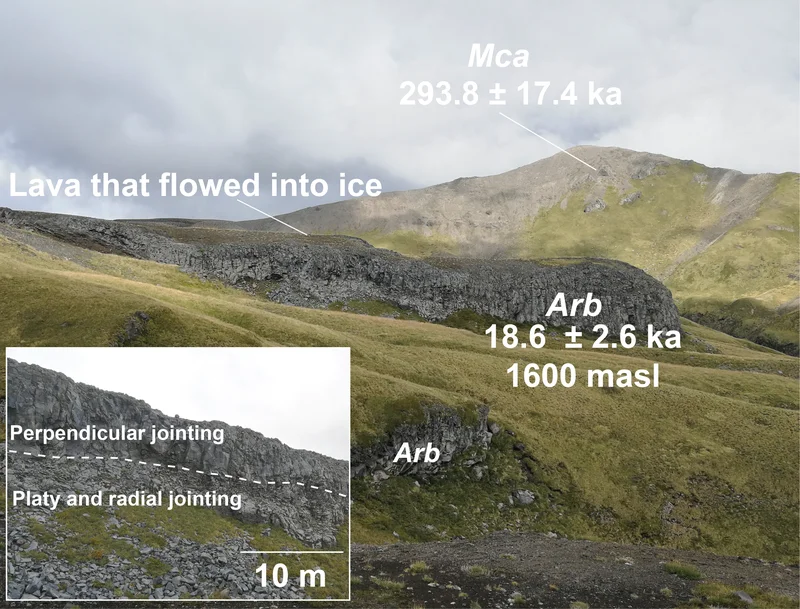 Mca
293.8 ± 17.4 ka
Lava that flowed into ice
Arb
18.6 ± 2.6 ka
1600 masl
Arb
Perpendicular jointing
Platy and radial jointing
10 m